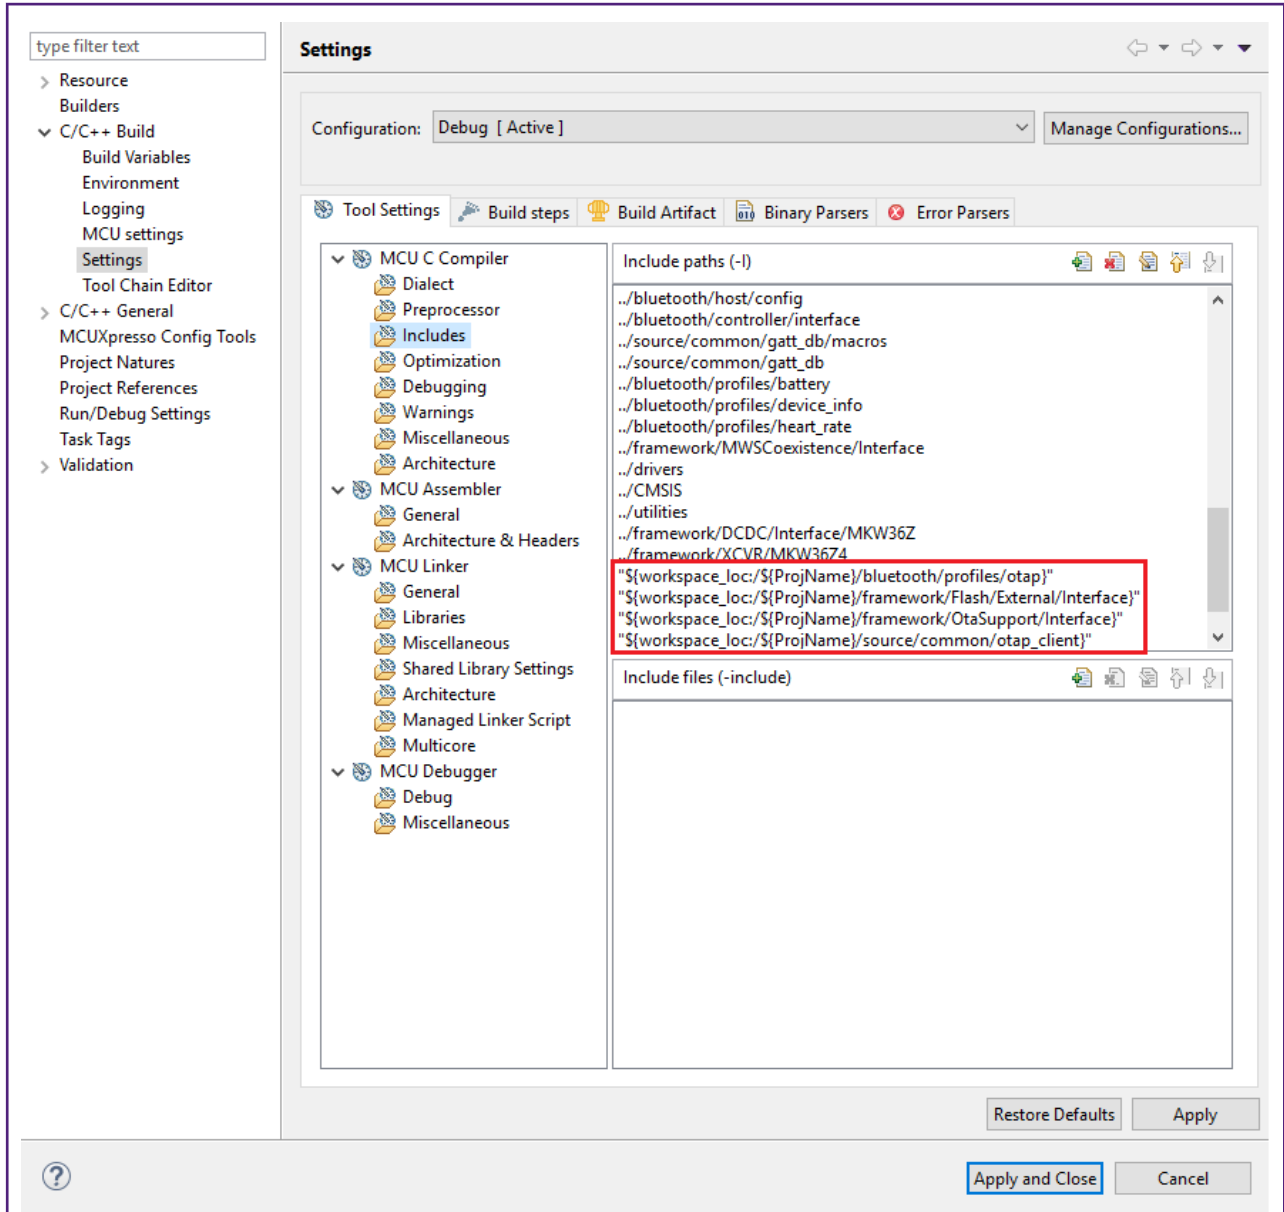 type filter text
Resource
Builders
C/C++ Build
Build Variables
Environment
Logging
MCU settings
Settings
Tool Chain Editor
C/C++ General
MCUXpresso Config Tools
Project Natures
Project References
Run/Debug Settings
Task Tags
Validation
Settings
Configuration: Debug [ Active ] Manage Configurations...
Tool Settings Build steps Build Artifact Binary Parsers Error Parsers
MCU C Compiler
Dialect
Preprocessor
Includes
Optimization
Debugging
Warnings
Miscellaneous
Architecture
MCU Assembler
General
Architecture & Headers
MCU Linker
General
Libraries
Miscellaneous
Shared Library Settings
Architecture
Managed Linker Script
Multicore
MCU Debugger
Debug
Miscellaneous
Include paths (-I)
../bluetooth/host/config
../bluetooth/controller/interface
../source/common/gatt_db/macros
../source/common/gatt_db
../bluetooth/profiles/battery
../bluetooth/profiles/device_info
../bluetooth/profiles/heart_rate
../framework/MWSCoexistence/Interface
../drivers
../CMSIS
../utilities
../framework/DCDC/Interface/MKW36Z
../framework/XCVR/MKW36Z4
"${workspace_loc:/${ProjName}/bluetooth/profiles/otap}"
"${workspace_loc:/${ProjName}/framework/Flash/External/Interface}"
"${workspace_loc:/${ProjName}/framework/OtaSupport/Interface}"
"${workspace_loc:/${ProjName}/source/common/otap_client}"
Include files (-include)
Restore Defaults Apply
Apply and Close Cancel